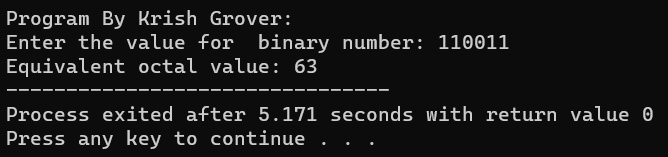 Program By Krish Grover:
Enter the value for  binary number: 110011
Equivalent octal value: 63
--------------------------------
Process exited after 5.171 seconds with return value 0
Press any key to continue . . .